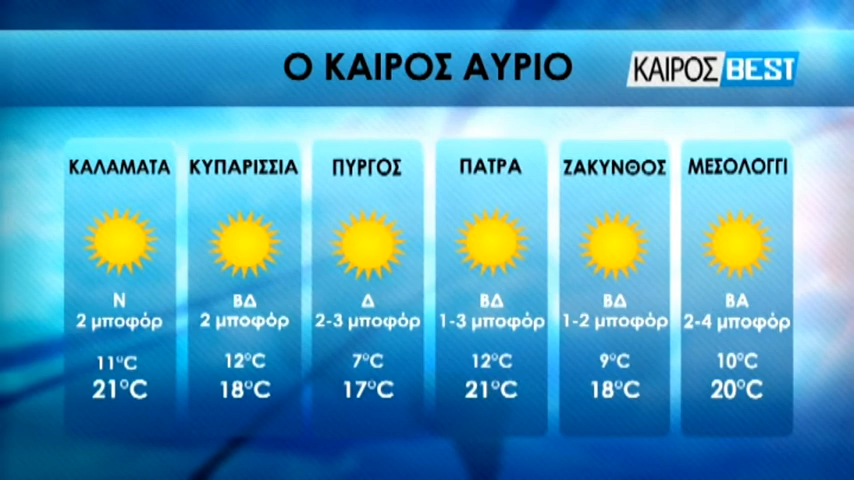 Ο ΚΑΙΡΟΣ ΑΥΡΙΟ
ΚΑΙΡΟΣ BEST
ΚΑΛΑΜΑΤΑ ΚΥΠΑΡΙΣΣΙΑ ΠΥΡΓΟΣ ΠΑΤΡΑ ΖΑΚΥΝΘΟΣ ΜΕΣΟΛΟΓΓΙ
Ν ΒΔ Δ ΒΔ ΒΔ ΒΑ
2 μποφόρ 2 μποφόρ 2-3 μποφόρ 1-3 μποφόρ 1-2 μποφόρ 2-4 μποφόρ
11°C 12°C 7°C 12°C 9°C 10°C
21°C 18°C 17°C 21°C 18°C 20°C